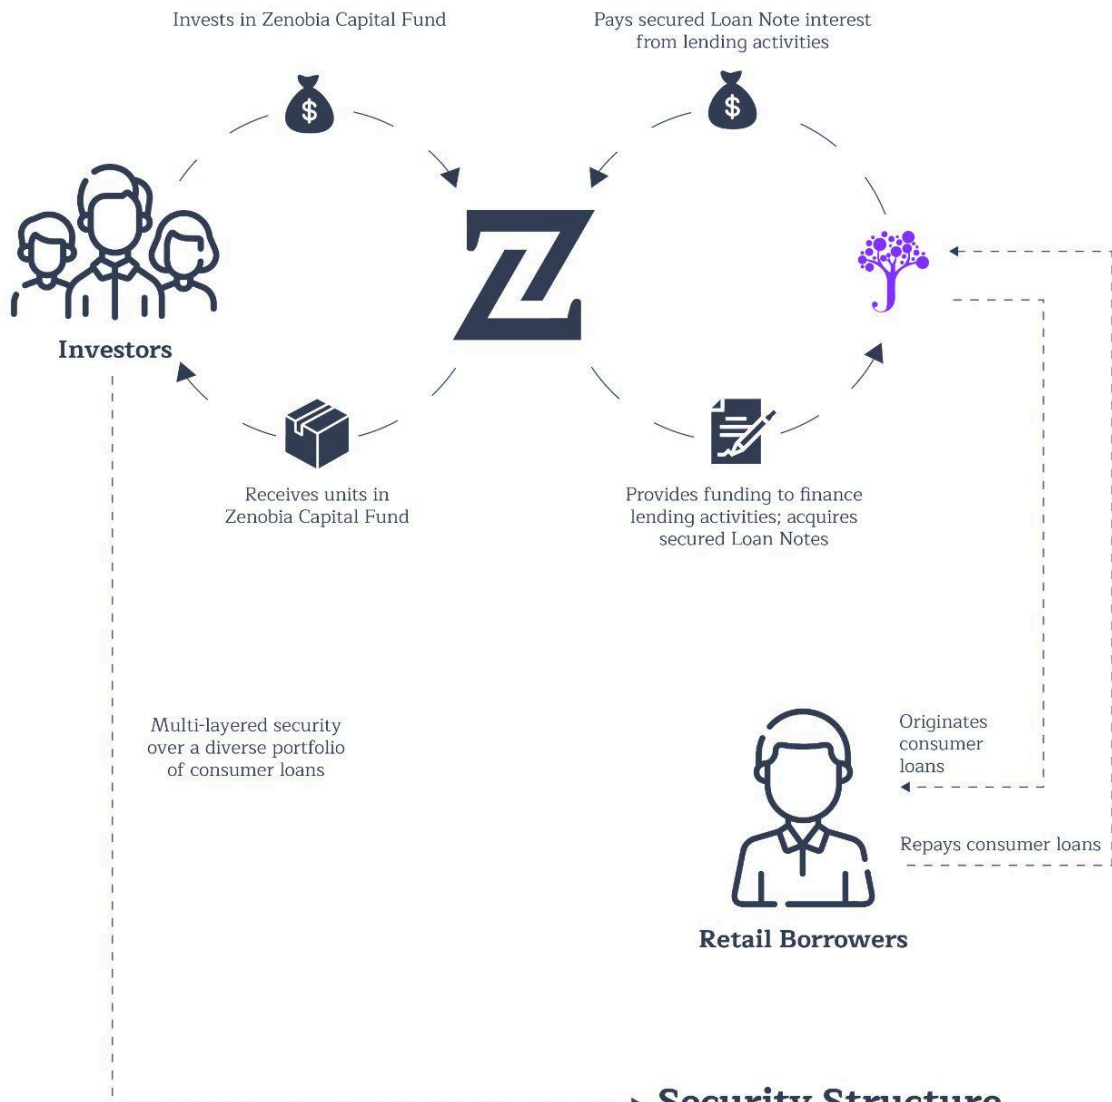 Invests in Zenobia Capital Fund
Pays secured Loan Note interest
from lending activities
$
$
Z
J
Investors
Receives units in
Zenobia Capital Fund
Provides funding to finance
lending activities; acquires
secured Loan Notes
Multi-layered security
over a diverse portfolio
of consumer loans
Originates
consumer
loans
Repays consumer loans
Retail Borrowers
Security Structure